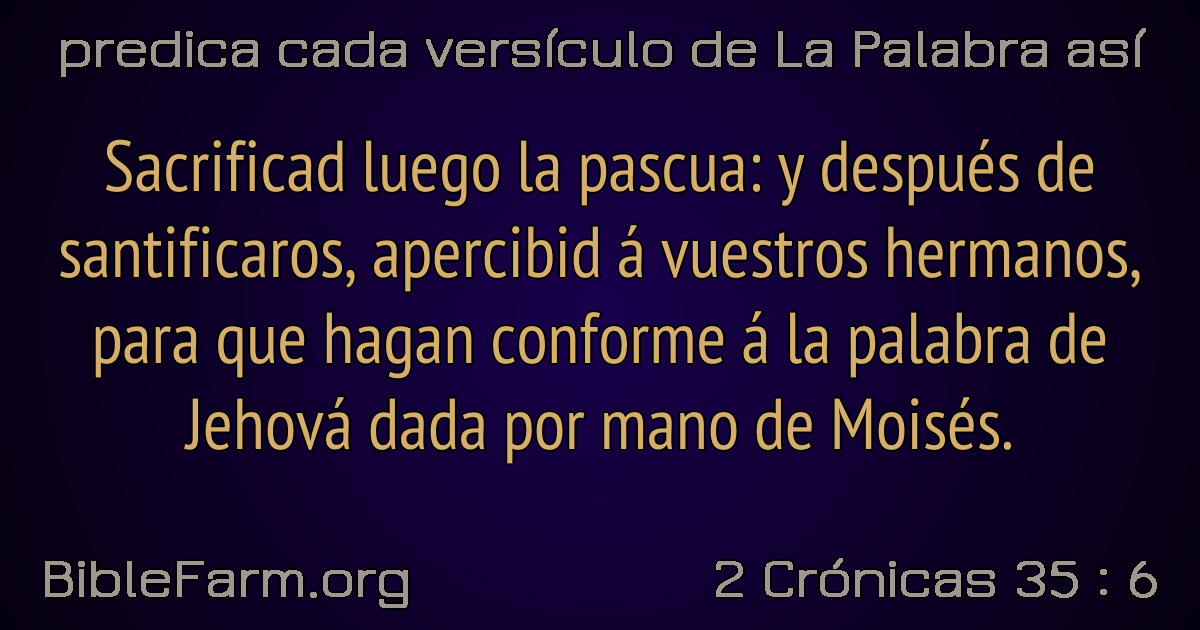 predica cada versículo de La Palabra así
Sacrificad luego la pascua: y después de
santificaros, apercibid á vuestros hermanos,
para que hagan conforme á la palabra de
Jehová dada por mano de Moisés.
BibleFarm.org
2 Crónicas 35 : 6